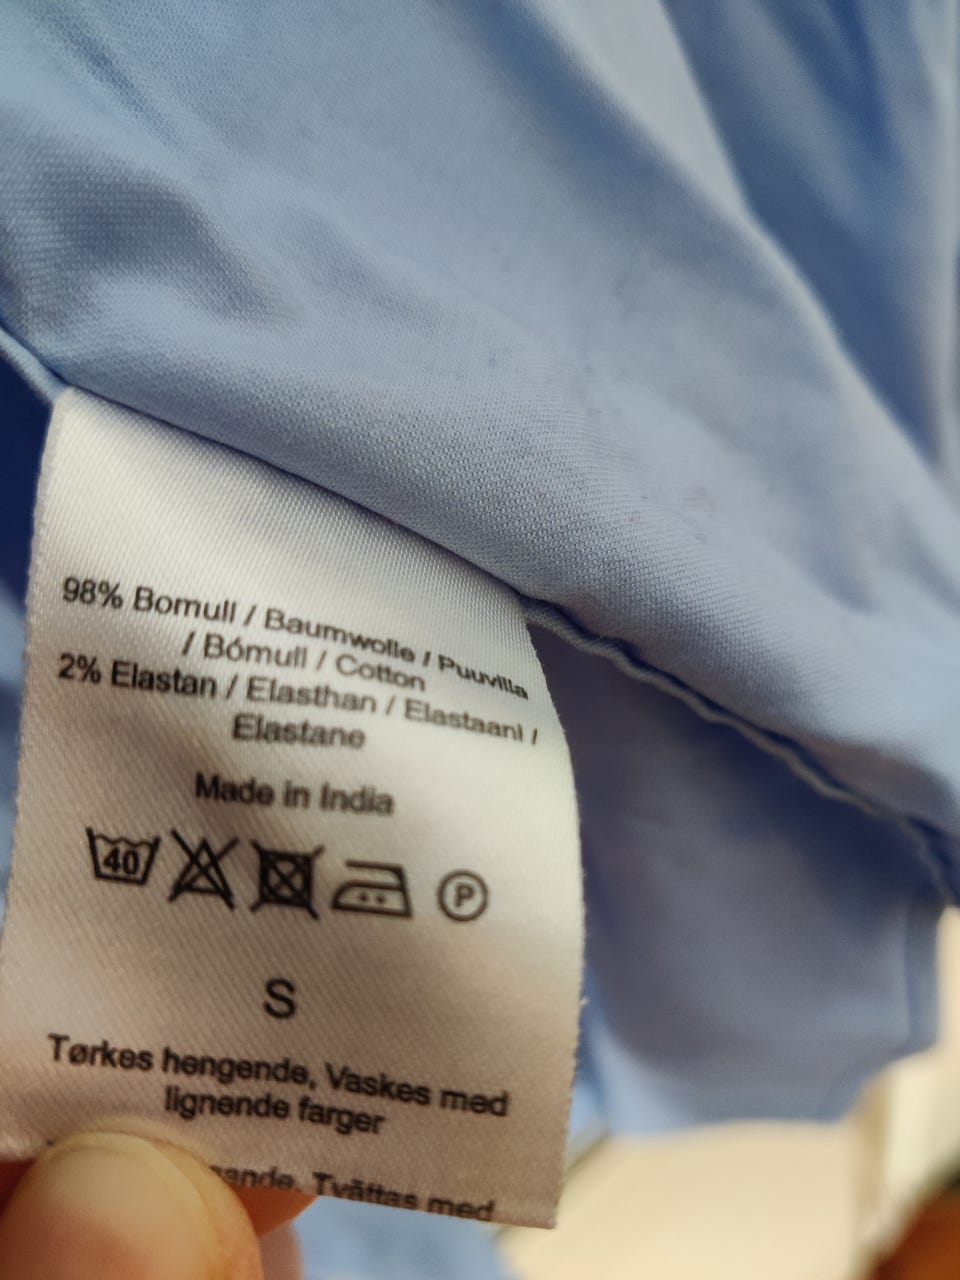 98% Bomull / Baumwolle / Puuvilla
/ Bómull / Cotton
2% Elastan / Elasthan / Elastaani /
Elastane
Made in India
40 P
S
Tørkes hengende, Vaskes med
lignende farger
Tvättas med